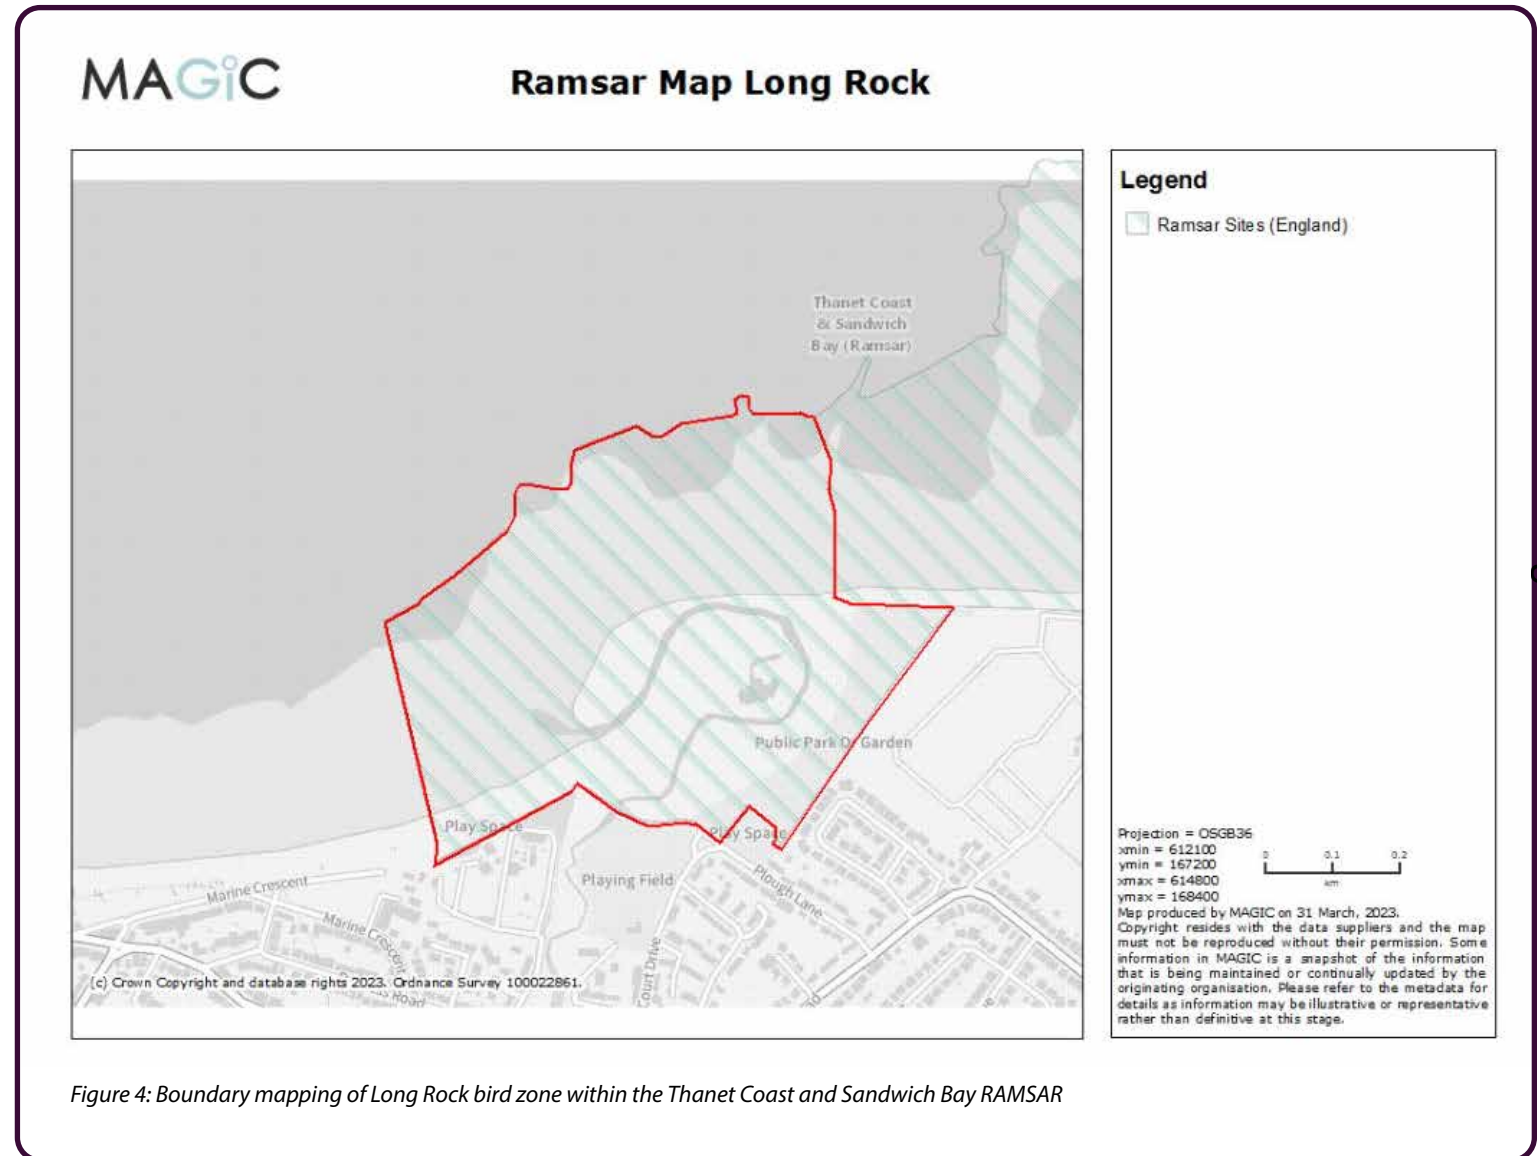 MAGiC
Ramsar Map Long Rock
Legend
Ramsar Sites (England)
Thanet Coast
& Sandwich
Bay (Ramsar)
Public Park Or Garden
Play Space
Play Space
Playing Field
Plough Lane
Marine Crescent
Marine Crescent
Court Drive
Road
(c) Crown Copyright and database rights 2023. Ordnance Survey 100022861.
Projection = OSGB36
xmin = 612100
ymin = 167200
xmax = 614800
ymax = 168400
0 0.1 0.2
km
Map produced by MAGIC on 31 March, 2023.
Copyright resides with the data suppliers and the map
must not be reproduced without their permission. Some
information in MAGIC is a snapshot of the information
that is being maintained or continually updated by the
originating organisation. Please refer to the metadata for
details as information may be illustrative or representative
rather than definitive at this stage.
Figure 4: Boundary mapping of Long Rock bird zone within the Thanet Coast and Sandwich Bay RAMSAR